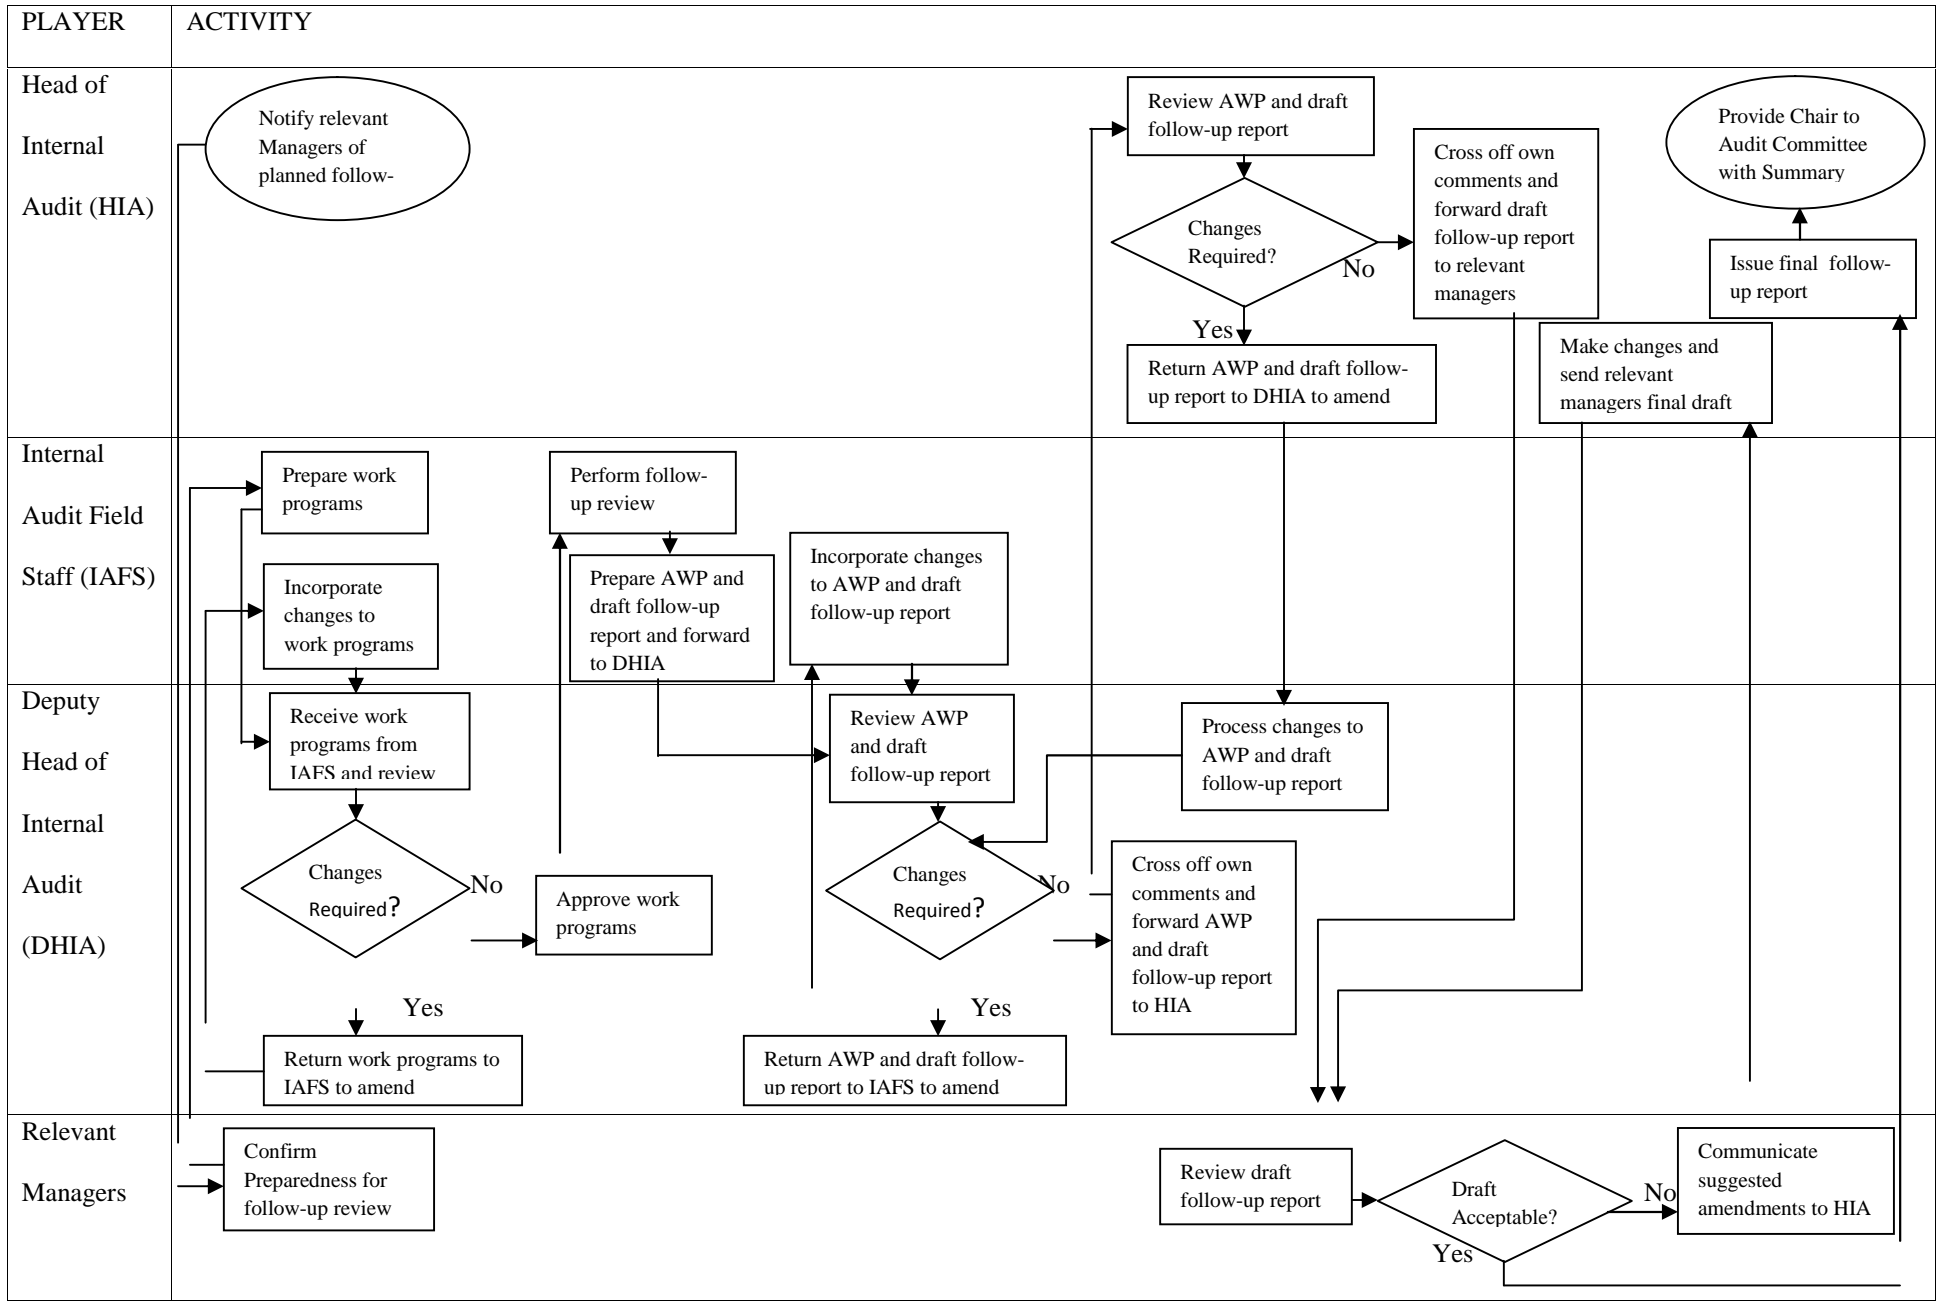 PLAYER
ACTIVITY
Head of
Internal
Audit (HIA)
Notify relevant
Managers of
planned follow-
Review AWP and draft
follow-up report
Changes
Required?
No
Yes
Cross off own
comments and
forward draft
follow-up report
to relevant
managers
Return AWP and draft follow-
up report to DHIA to amend
Provide Chair to
Audit Committee
with Summary
Issue final follow-
up report
Make changes and
send relevant
managers final draft
Internal
Audit Field
Staff (IAFS)
Prepare work
programs
Incorporate
changes to
work programs
Perform follow-
up review
Prepare AWP and
draft follow-up
report and forward
to DHIA
Incorporate changes
to AWP and draft
follow-up report
Deputy
Head of
Internal
Audit
(DHIA)
Receive work
programs from
IAFS and review
Changes
Required?
No
Yes
Approve work
programs
Return work programs to
IAFS to amend
Review AWP
and draft
follow-up report
Changes
Required?
No
Yes
Return AWP and draft follow-
up report to IAFS to amend
Process changes to
AWP and draft
follow-up report
Cross off own
comments and
forward AWP
and draft
follow-up report
to HIA
Relevant
Managers
Confirm
Preparedness for
follow-up review
Review draft
follow-up report
Draft
Acceptable?
No
Yes
Communicate
suggested
amendments to HIA